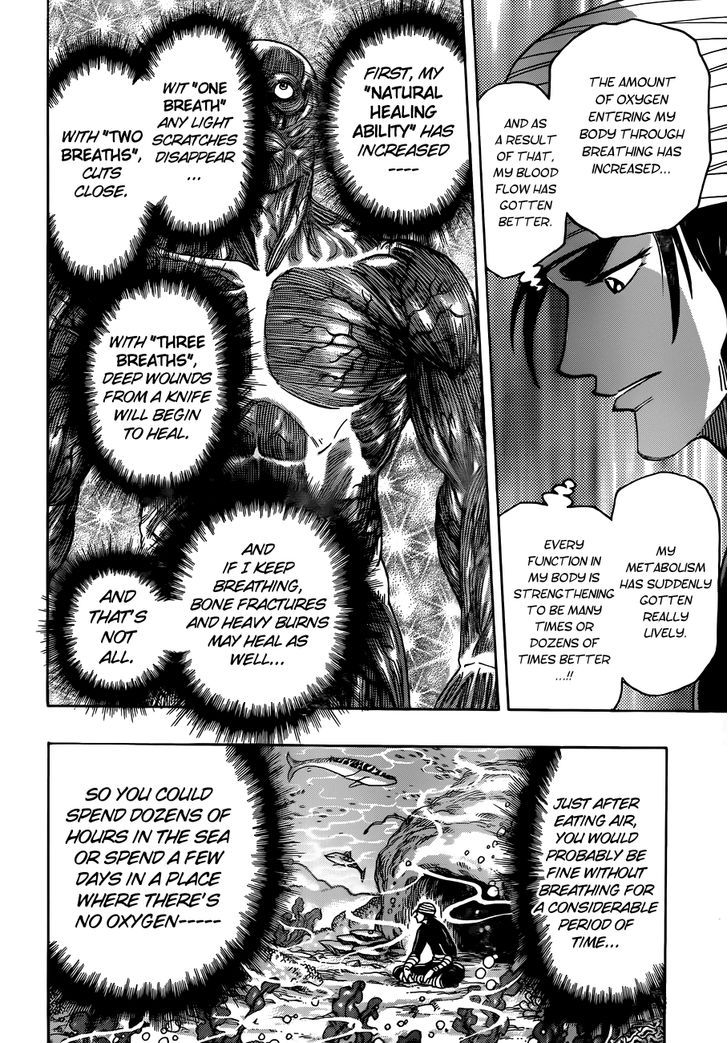 THE AMOUNT
OF OXYGEN
ENTERING MY
BODY THROUGH
BREATHING HAS
INCREASED...
AND AS
A RESULT
OF THAT,
MY BLOOD
FLOW HAS
GOTTEN
BETTER.
MY
METABOLISM
HAS SUDDENLY
GOTTEN
REALLY
LIVELY.
EVERY
FUNCTION IN
MY BODY IS
STRENGTHENING
TO BE MANY
TIMES OR
DOZENS OF
TIMES BETTER
...!!
FIRST, MY
"NATURAL
HEALING
ABILITY" HAS
INCREASED
----
WIT "ONE
BREATH"
ANY LIGHT
SCRATCHES
DISAPPEAR
...
WITH "TWO
BREATHS",
CUTS
CLOSE.
WITH "THREE
BREATHS",
DEEP WOUNDS
FROM A KNIFE
WILL BEGIN
TO HEAL.
AND
IF I KEEP
BREATHING,
BONE FRACTURES
AND HEAVY BURNS
MAY HEAL AS
WELL...
AND
THAT'S
NOT
ALL.
JUST AFTER
EATING AIR,
YOU WOULD
PROBABLY BE
FINE WITHOUT
BREATHING FOR
A CONSIDERABLE
PERIOD OF
TIME...
SO YOU COULD
SPEND DOZENS OF
HOURS IN THE SEA
OR SPEND A FEW
DAYS IN A PLACE
WHERE THERE'S
NO OXYGEN-----